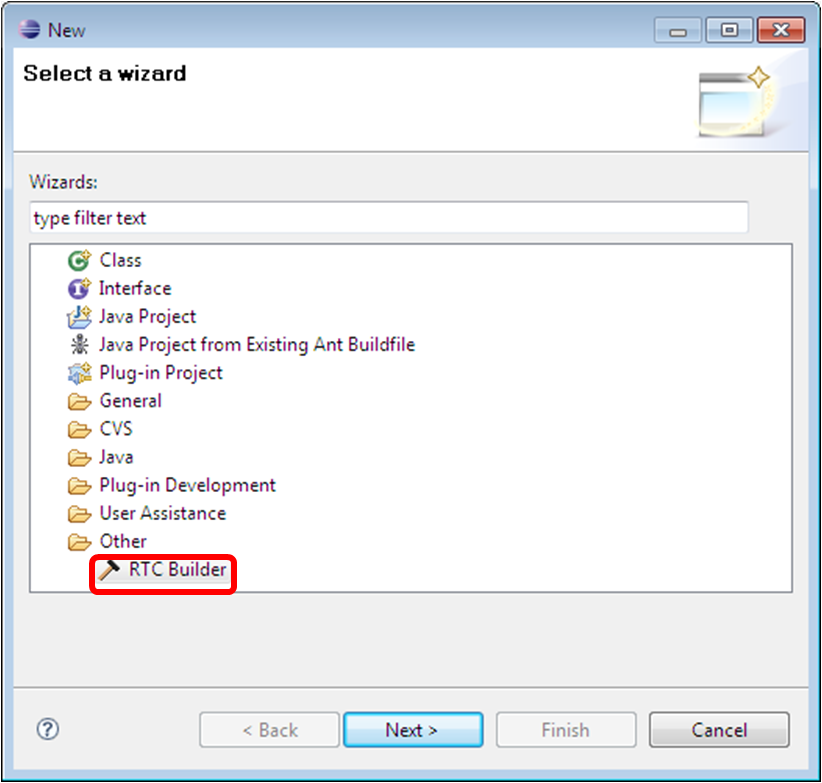 New
Select a wizard
Wizards:
type filter text
Class
Interface
Java Project
Java Project from Existing Ant Buildfile
Plug-in Project
General
CVS
Java
Plug-in Development
User Assistance
Other
RTC Builder
? < Back Next > Finish Cancel